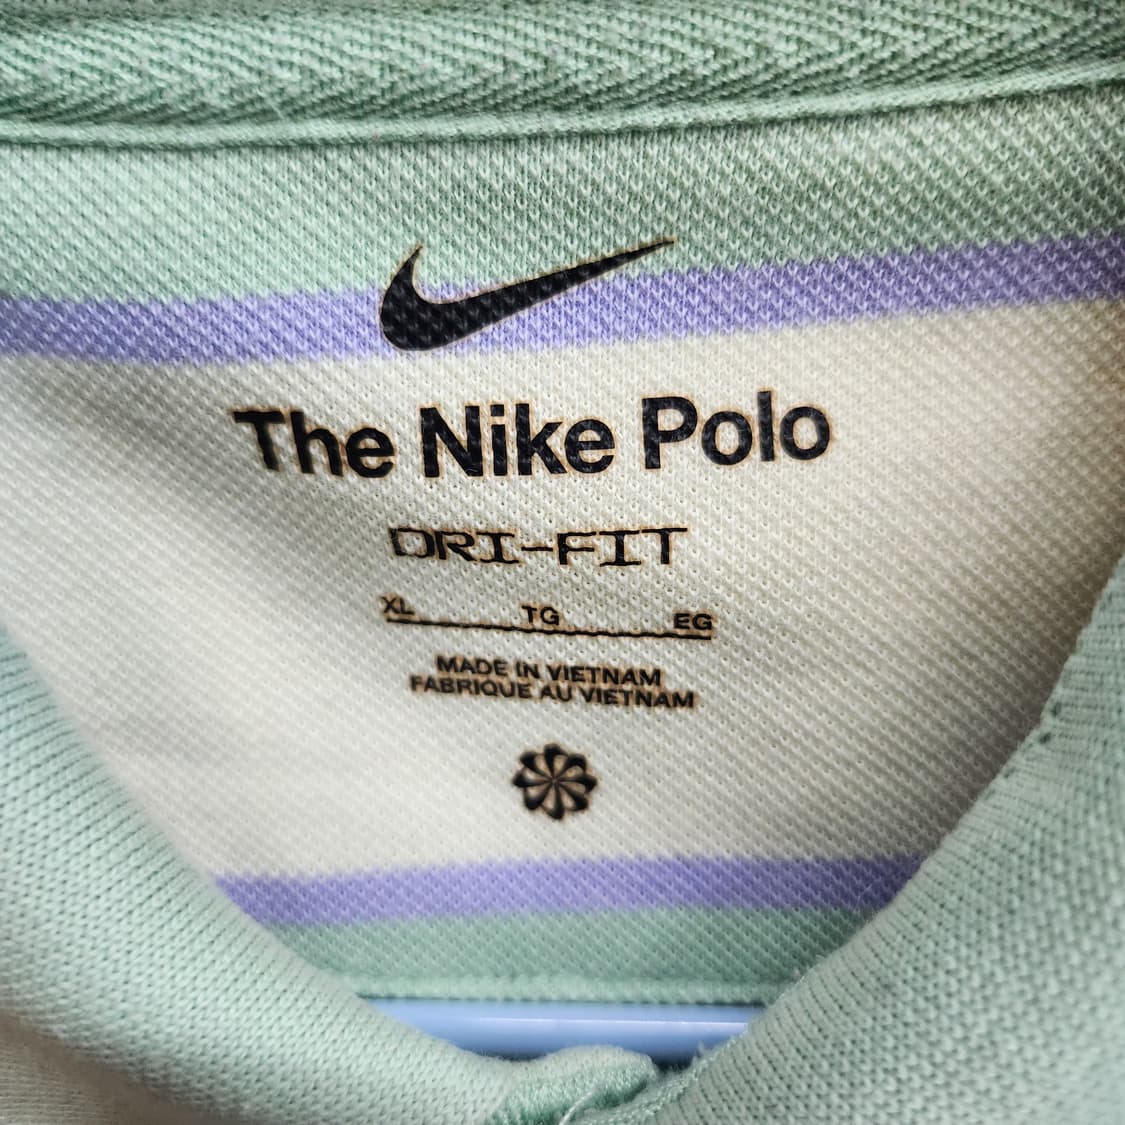 The Nike Polo
DRI-FIT
XL TG EG
MADE IN VIETNAM
FABRIQUE AU VIETNAM